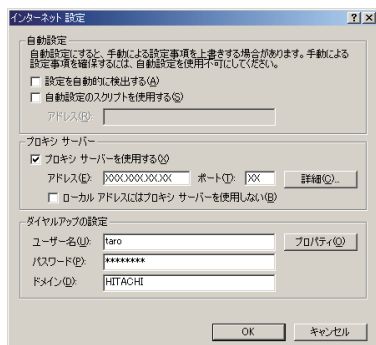 インターネット 設定
自動設定
自動設定にすると、手動による設定事項を上書きする場合があります。手動による
設定事項を確保するには、自動設定を使用不可にしてください。
設定を自動的に検出する(A)
自動設定のスクリプトを使用する(S)
アドレス(R):
プロキシ サーバー
プロキシ サーバーを使用する(X)
アドレス(E): XXX.XXX.XX.XX ポート(T): XX 詳細(C)...
ローカル アドレスにはプロキシ サーバーを使用しない(B)
ダイヤルアップの設定
ユーザー名(U): taro プロパティ(O)
パスワード(P): ********
ドメイン(D): HITACHI
OK キャンセル